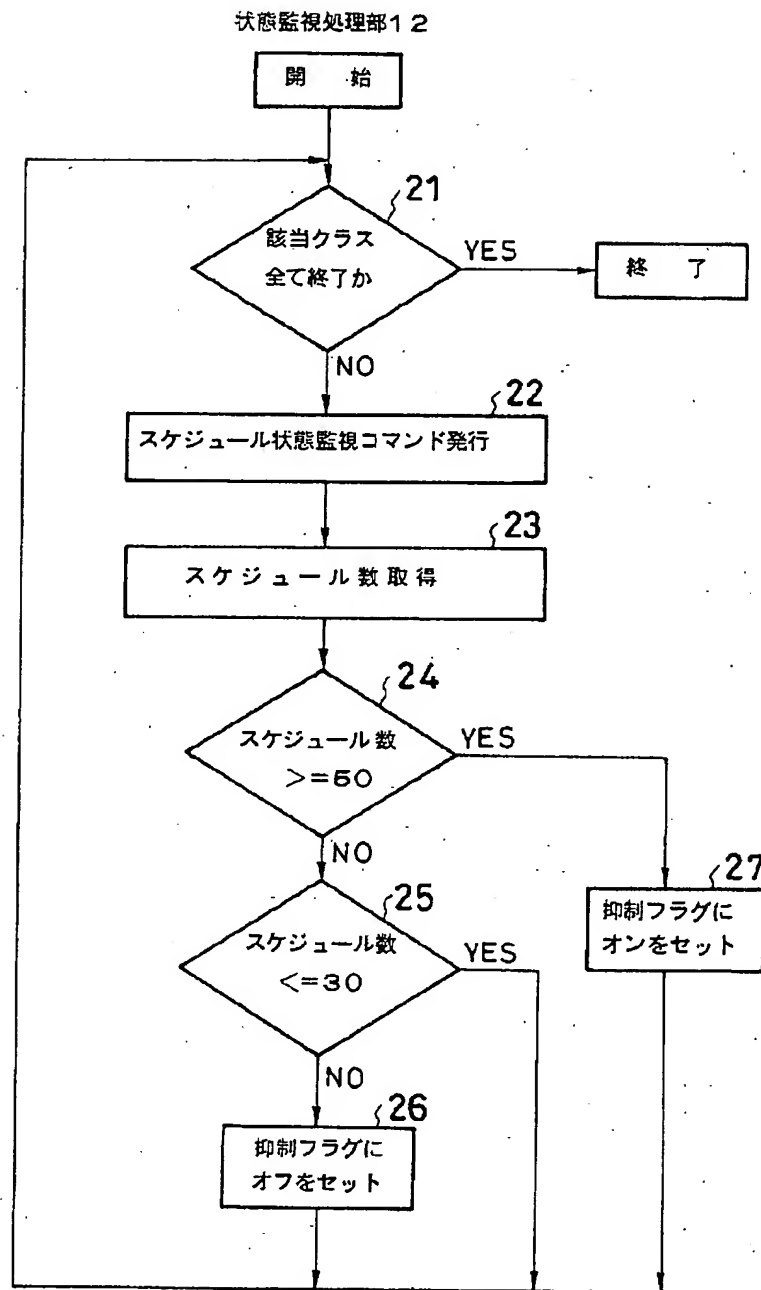 状態監視処理部12
開 始
21
該当クラス
全て終了か
YES
終 了
NO
22
スケジュール状態監視コマンド発行
23
スケジュール数取得
24
スケジュール数
>=50
YES
NO
25
スケジュール数
<=30
YES
27
抑制フラグに
オンをセット
NO
26
抑制フラグに
オフをセット